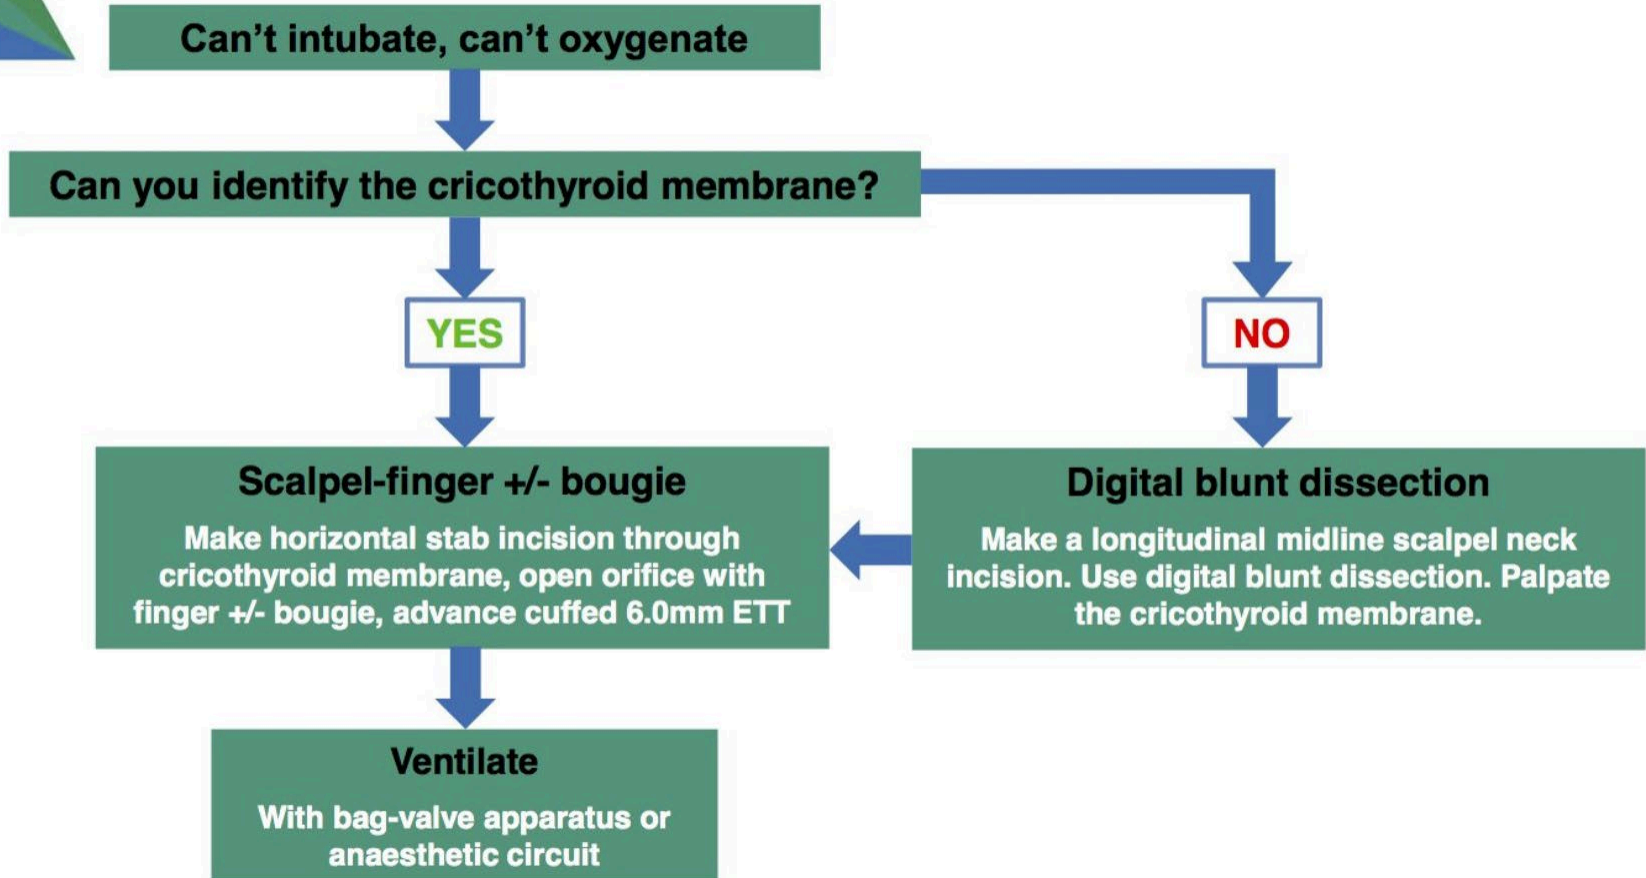 Can’t intubate, can’t oxygenate
Can you identify the cricothyroid membrane?
YES
NO
Scalpel-finger +/- bougie
Make horizontal stab incision through
cricothyroid membrane, open orifice with
finger +/- bougie, advance cuffed 6.0mm ETT
Digital blunt dissection
Make a longitudinal midline scalpel neck
incision. Use digital blunt dissection. Palpate
the cricothyroid membrane.
Ventilate
With bag-valve apparatus or
anaesthetic circuit